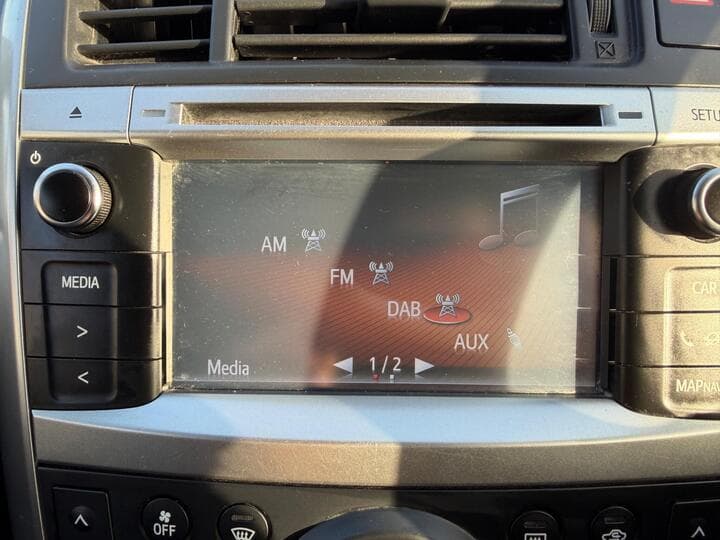 SETU
MEDIA
>
<
AM
FM
DAB
AUX
Media ◀ 1/2 ▶
CAR
MAPNAV
OFF